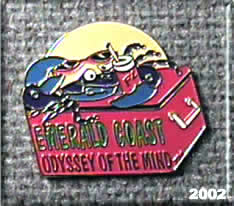 EMERALD COAST
ODYSSEY OF THE MIND
2002